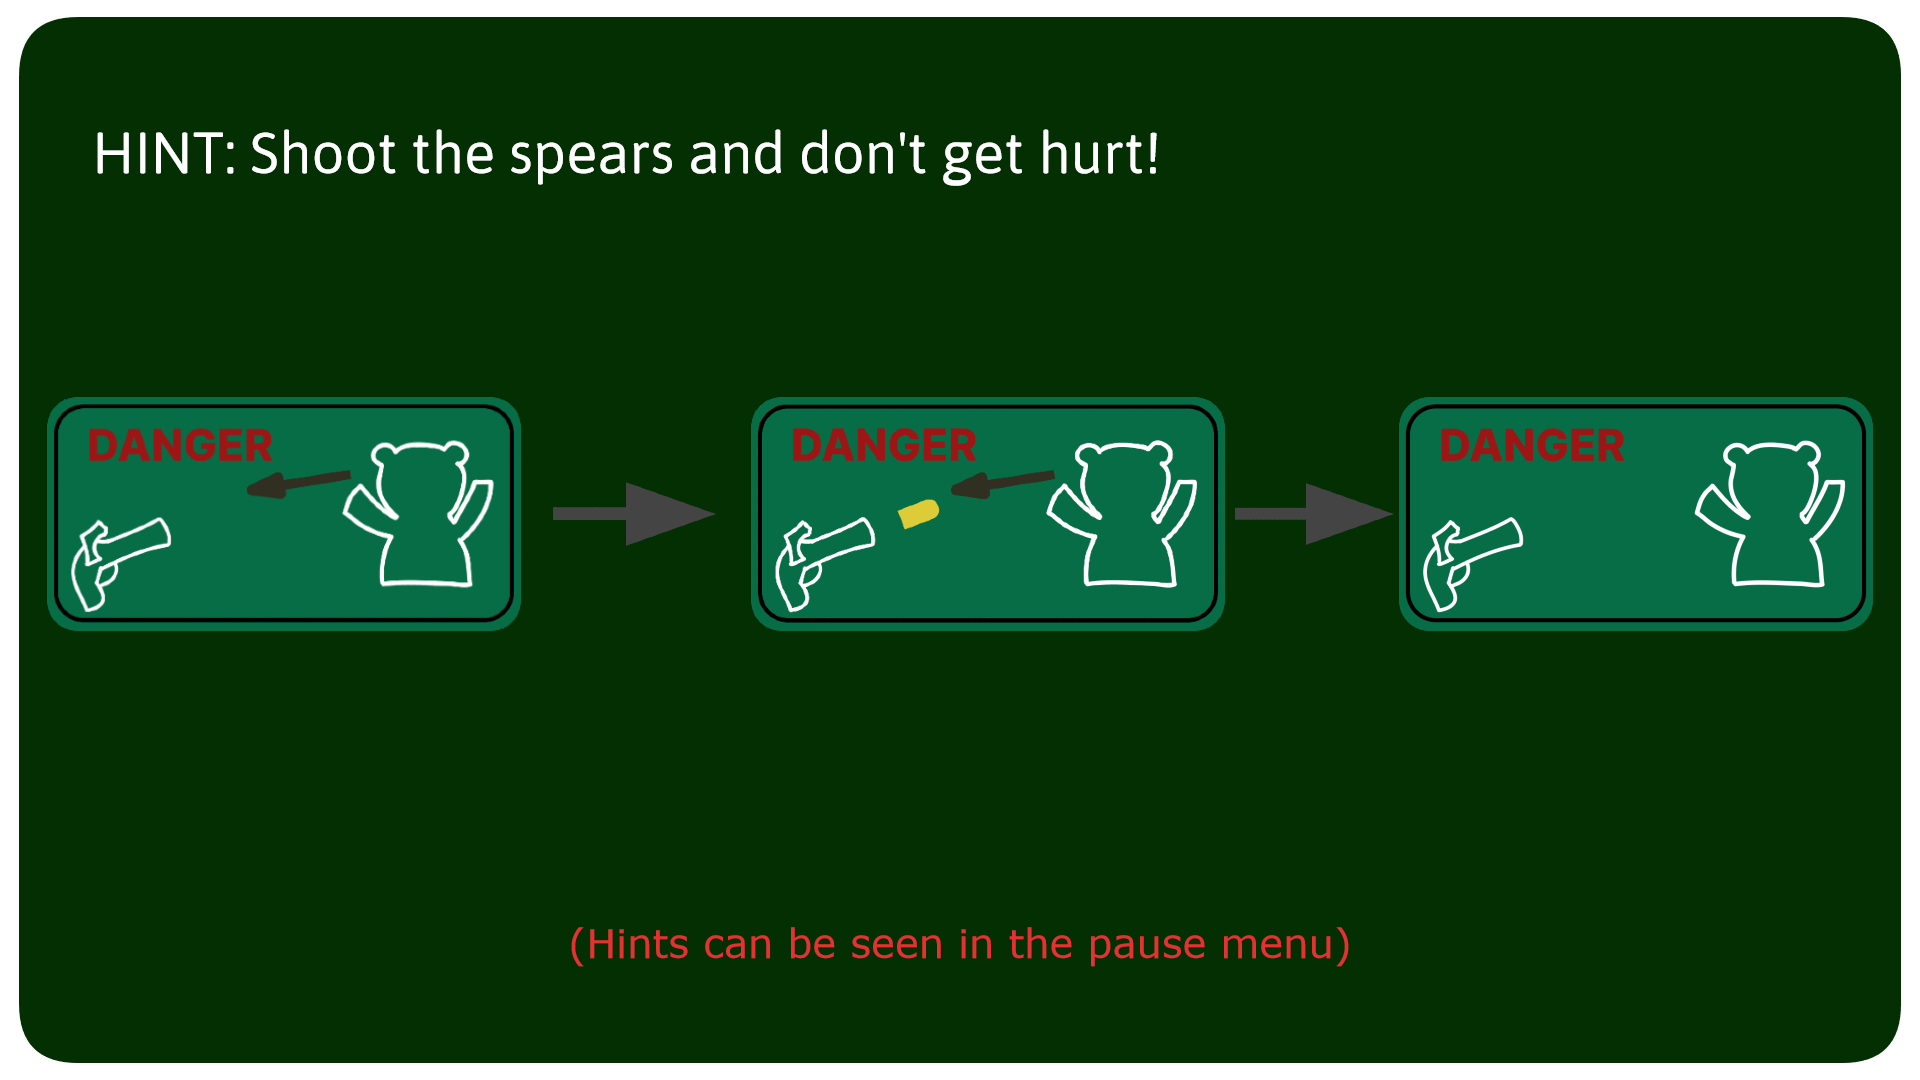 HINT: Shoot the spears and don't get hurt!
DANGER
DANGER
DANGER
(Hints can be seen in the pause menu)